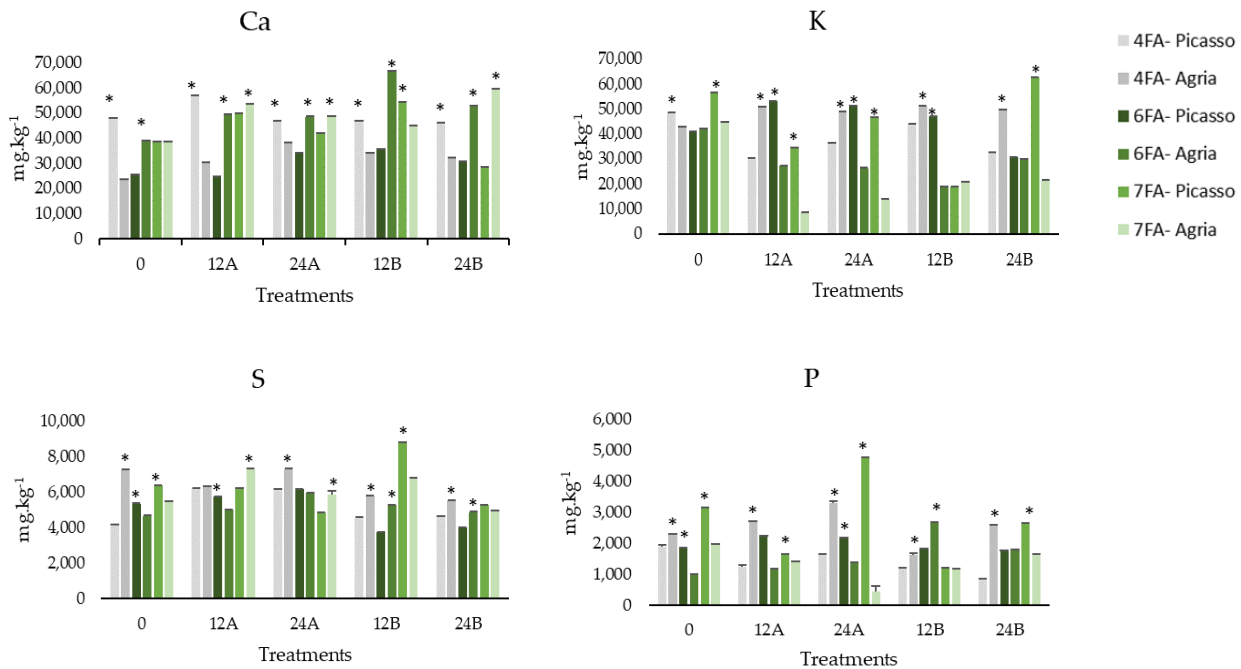 Ca
mg.kg-1
70,000
60,000
50,000
40,000
30,000
20,000
10,000
0
* * * * * * * * * * * * * *
0 12A 24A 12B 24B
Treatments
K
mg.kg-1
70,000
60,000
50,000
40,000
30,000
20,000
10,000
0
* * * * * * * * * * * *
0 12A 24A 12B 24B
Treatments
4FA- Picasso
4FA- Agria
6FA- Picasso
6FA- Agria
7FA- Picasso
7FA- Agria
S
mg.kg-1
10,000
8,000
6,000
4,000
2,000
0
* * * * * * * * * * * *
0 12A 24A 12B 24B
Treatments
P
mg.kg-1
6,000
5,000
4,000
3,000
2,000
1,000
0
* * * * * * * * * * * *
0 12A 24A 12B 24B
Treatments